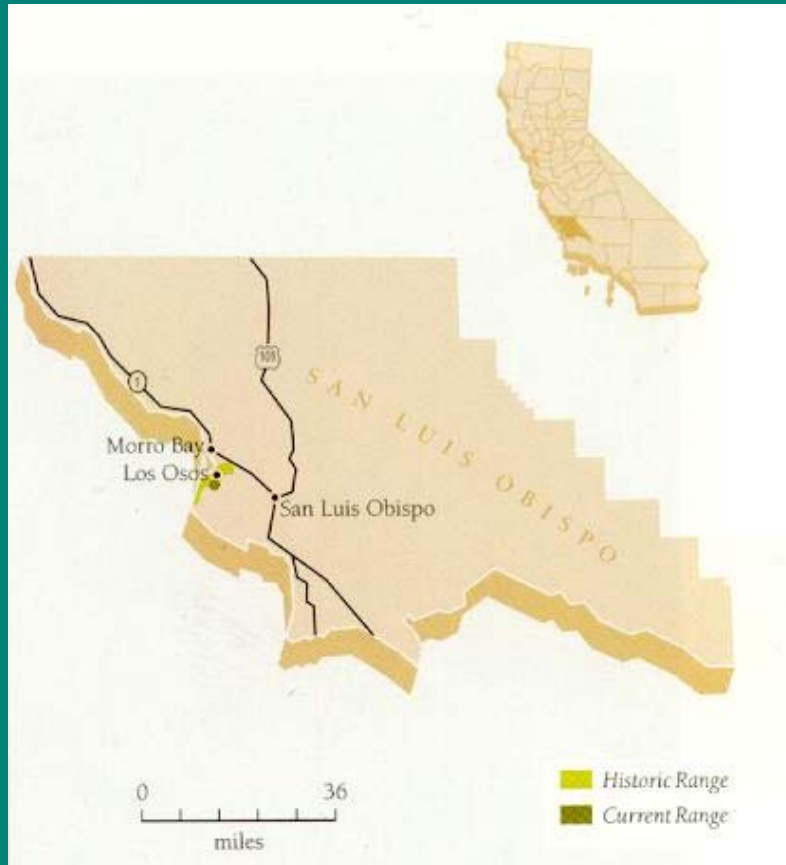 101
1
SAN LUIS OBISPO
Morro Bay
Los Osos
San Luis Obispo
0 36
miles
Historic Range
Current Range